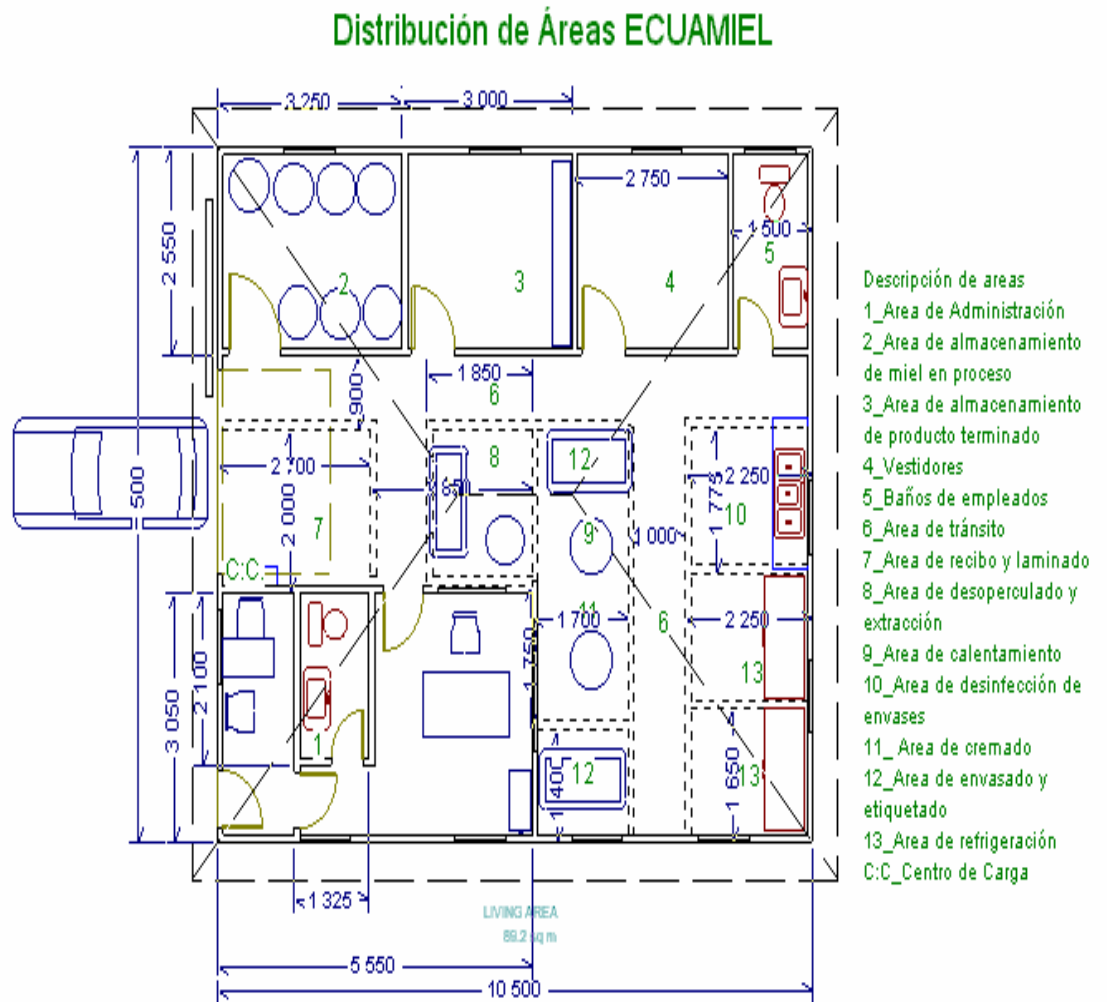 Distribución de Áreas ECUAMIEL
3 250
3 000
2 750
1 500
2 550
2
3
4
5
500
900
1 850
6
8
12
2 700
2 000
7
9
1 000
2 250
1 775
10
C:C.
11
1 700
6
2 250
13
3 050
2 100
1
1 750
12
1 400
1 650
13
1 325
LIVING AREA
89.2 sq m
5 550
10 500
Descripción de areas
1_Area de Administración
2_Area de almacenamiento
de miel en proceso
3_Area de almacenamiento
de producto terminado
4_Vestidores
5_Baños de empleados
6_Area de tránsito
7_Area de recibo y laminado
8_Area de desoperculado y
extracción
9_Area de calentamiento
10_Area de desinfección de
envases
11_ Area de cremado
12_Area de envasado y
etiquetado
13_Area de refrigeración
C:C_Centro de Carga